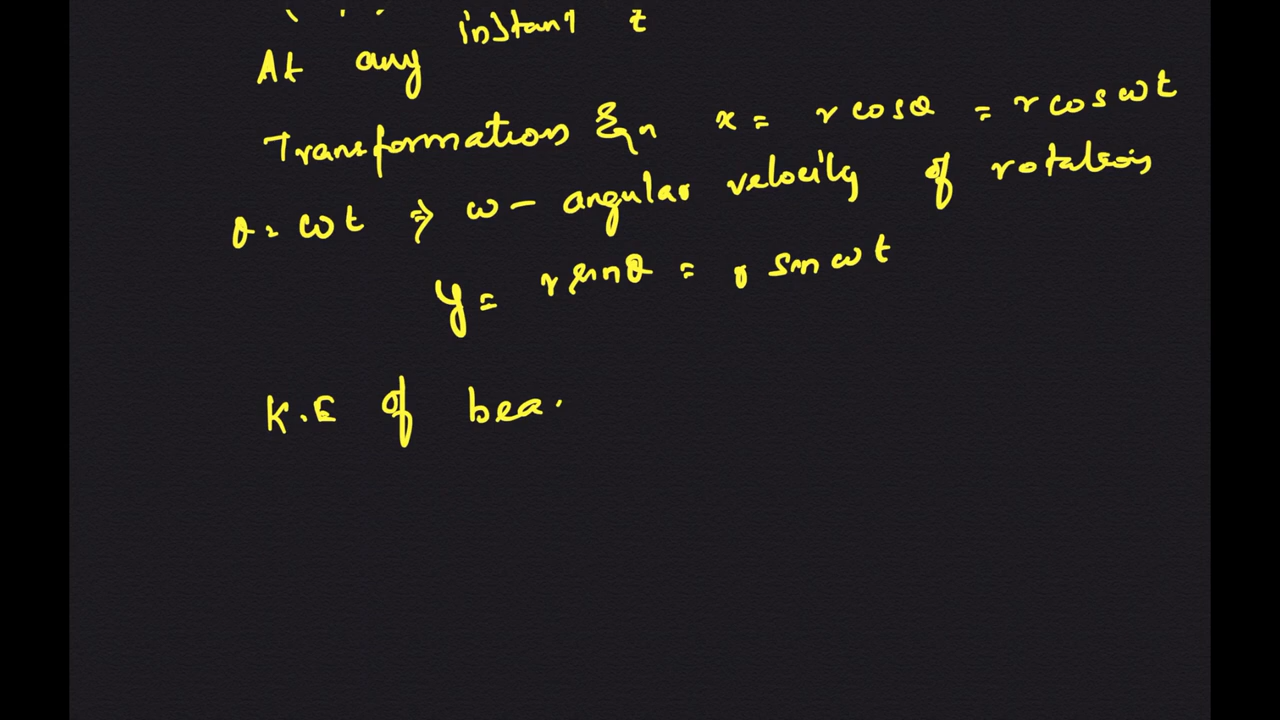 At any instant t
Transformation Eqn x = r cosθ = r cos ωt
θ = ωt ⇒ ω – angular velocity of rotation
y = r sinθ = r sin ωt
K.E of bea